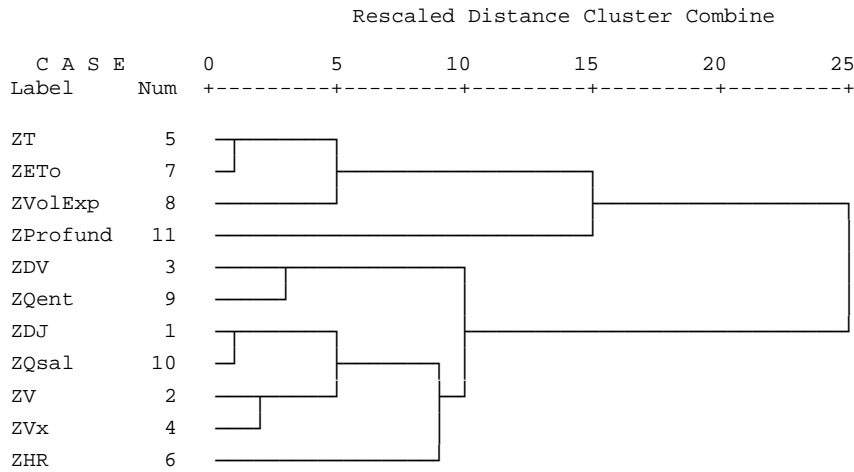 Rescaled Distance Cluster Combine
C A S E 0 5 10 15 20 25
Label Num +---------+---------+---------+---------+---------+
ZT 5
ZETo 7
ZVolExp 8
ZProfund 11
ZDV 3
ZQent 9
ZDJ 1
ZQsal 10
ZV 2
ZVx 4
ZHR 6